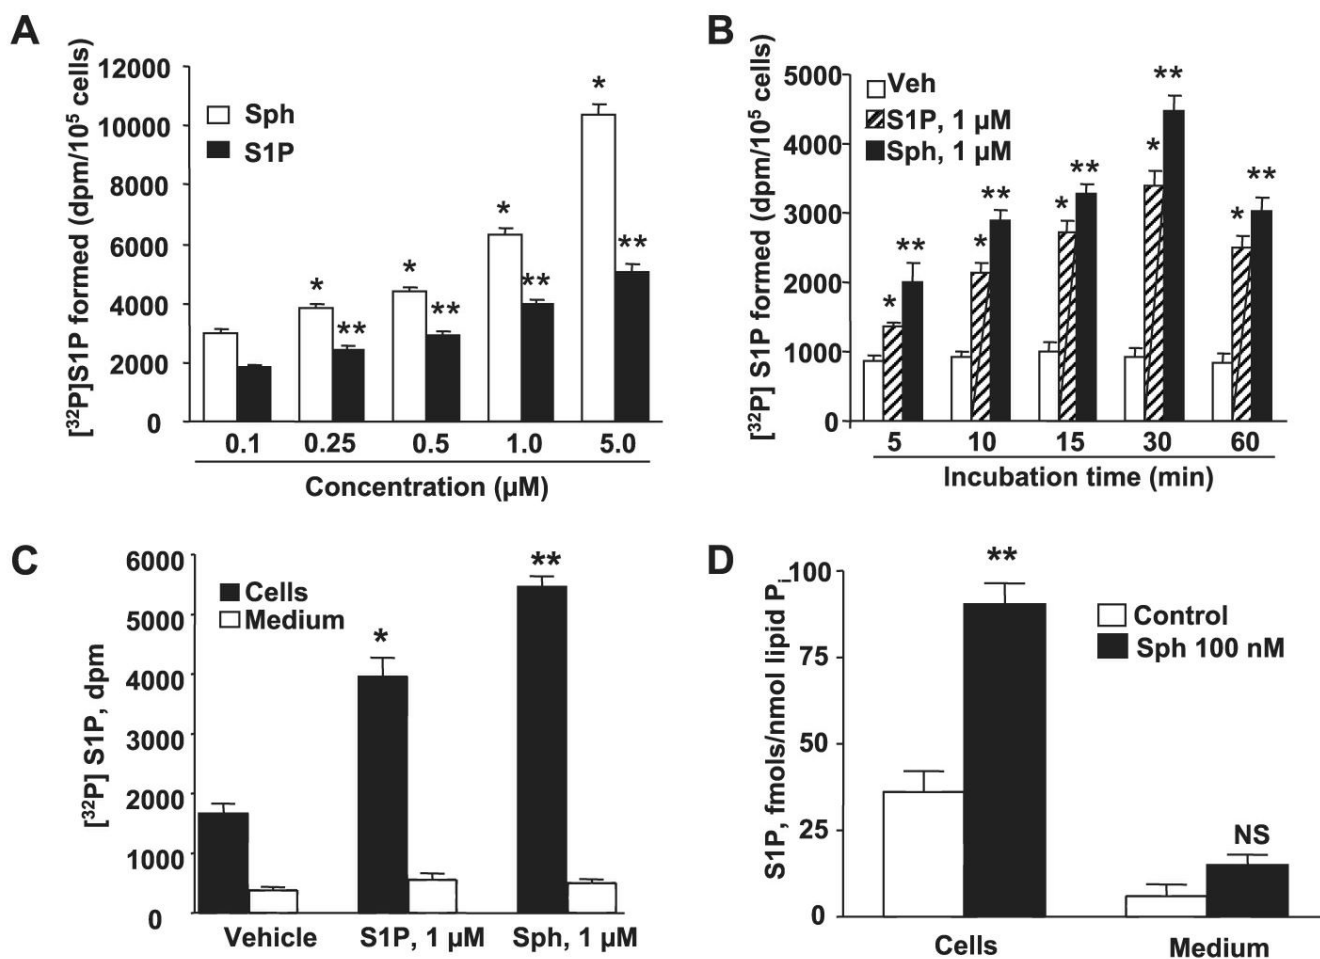 A
[³²P]S1P formed (dpm/10⁵ cells)
12000
10000
8000
6000
4000
2000
0
Sph
S1P
*
*
**
*
**
*
**
*
**
0.1 0.25 0.5 1.0 5.0
Concentration (µM)
B
[³²P] S1P formed (dpm/10⁵ cells)
5000
4000
3000
2000
1000
0
Veh
S1P, 1 µM
Sph, 1 µM
*
**
*
**
*
**
*
**
*
**
5 10 15 30 60
Incubation time (min)
C
[³²P] S1P, dpm
6000
5000
4000
3000
2000
1000
0
Cells
Medium
*
**
Vehicle S1P, 1 µM Sph, 1 µM
D
S1P, fmols/nmol lipid Pᵢ
100
75
50
25
0
**
Control
Sph 100 nM
NS
Cells Medium